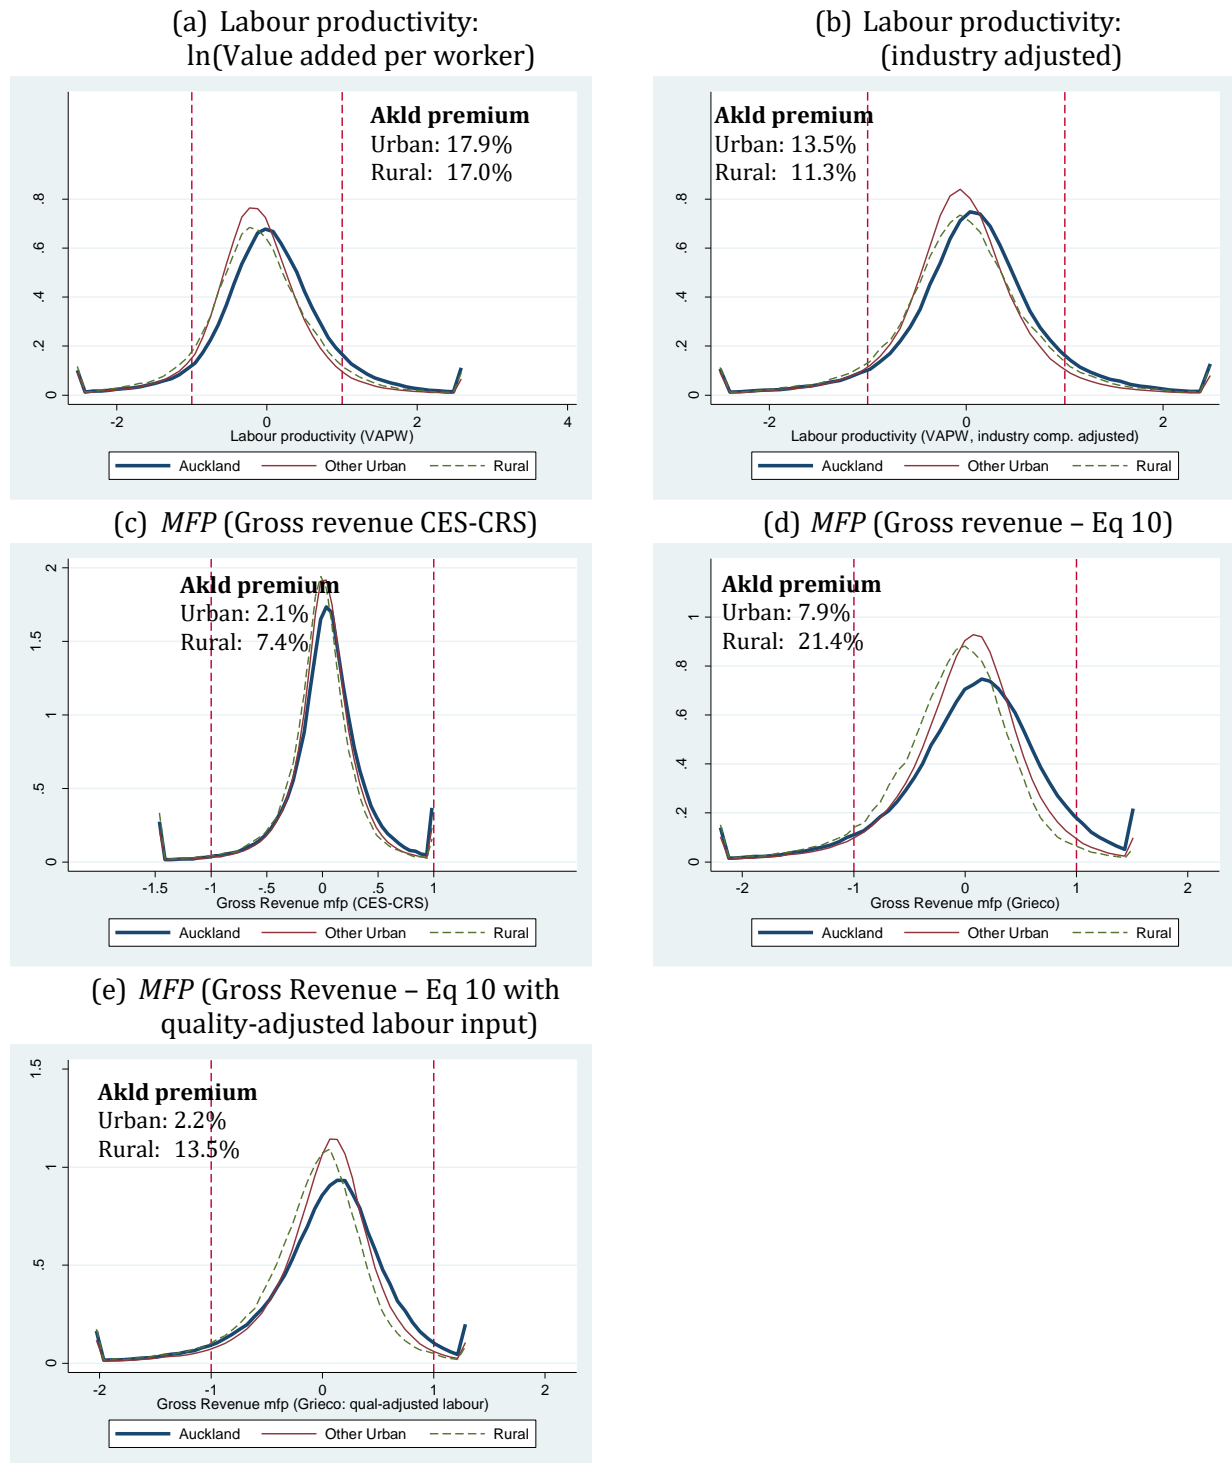 (a) Labour productivity:
ln(Value added per worker)
Akld premium
Urban: 17.9%
Rural: 17.0%
.8
.6
.4
.2
0
-2
0
2
4
Labour productivity (VAPW)
Auckland
Other Urban
Rural
(b) Labour productivity:
(industry adjusted)
Akld premium
Urban: 13.5%
Rural: 11.3%
.8
.6
.4
.2
0
-2
0
2
Labour productivity (VAPW, industry comp. adjusted)
Auckland
Other Urban
Rural
(c) MFP (Gross revenue CES-CRS)
Akld premium
Urban: 2.1%
Rural: 7.4%
2
1.5
1
.5
0
-1.5
-1
-.5
0
.5
1
Gross Revenue mfp (CES-CRS)
Auckland
Other Urban
Rural
(d) MFP (Gross revenue – Eq 10)
Akld premium
Urban: 7.9%
Rural: 21.4%
1
.8
.6
.4
.2
0
-2
-1
0
1
2
Gross Revenue mfp (Grieco)
Auckland
Other Urban
Rural
(e) MFP (Gross Revenue – Eq 10 with
quality-adjusted labour input)
Akld premium
Urban: 2.2%
Rural: 13.5%
1.5
1
.5
0
-2
-1
0
1
2
Gross Revenue mfp (Grieco: qual-adjusted labour)
Auckland
Other Urban
Rural